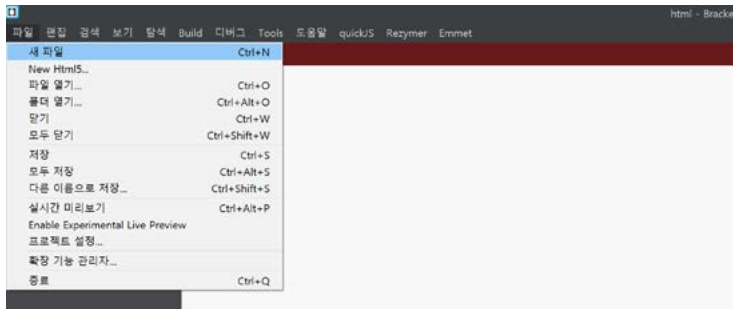 html - Bracke
파일 편집 검색 보기 탐색 Build 디버그 Tools 도움말 quickJS Rezymer Emmet
새 파일 Ctrl+N
New Html5...
파일 열기... Ctrl+O
폴더 열기... Ctrl+Alt+O
닫기 Ctrl+W
모두 닫기 Ctrl+Shift+W
저장 Ctrl+S
모두 저장 Ctrl+Alt+S
다른 이름으로 저장... Ctrl+Shift+S
실시간 미리보기 Ctrl+Alt+P
Enable Experimental Live Preview
프로젝트 설정...
확장 기능 관리자...
종료 Ctrl+Q